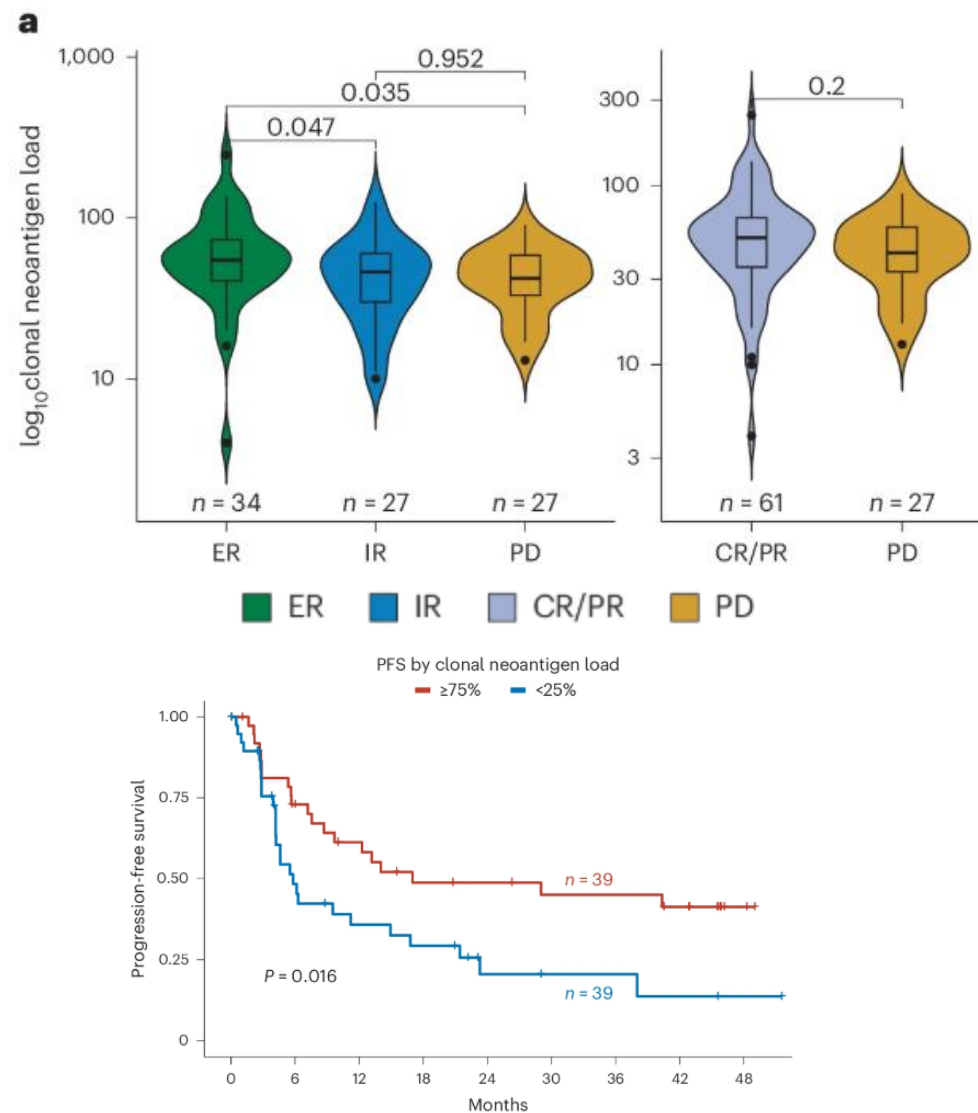 a
log10clonal neoantigen load
1,000
100
10
0.952
0.035
0.047
n = 34
n = 27
n = 27
ER
IR
PD
300
100
30
10
3
0.2
n = 61
n = 27
CR/PR
PD
ER
IR
CR/PR
PD
PFS by clonal neoantigen load
≥75%
<25%
Progression-free survival
1.00
0.75
0.50
0.25
0
n = 39
P = 0.016
n = 39
0 6 12 18 24 30 36 42 48
Months